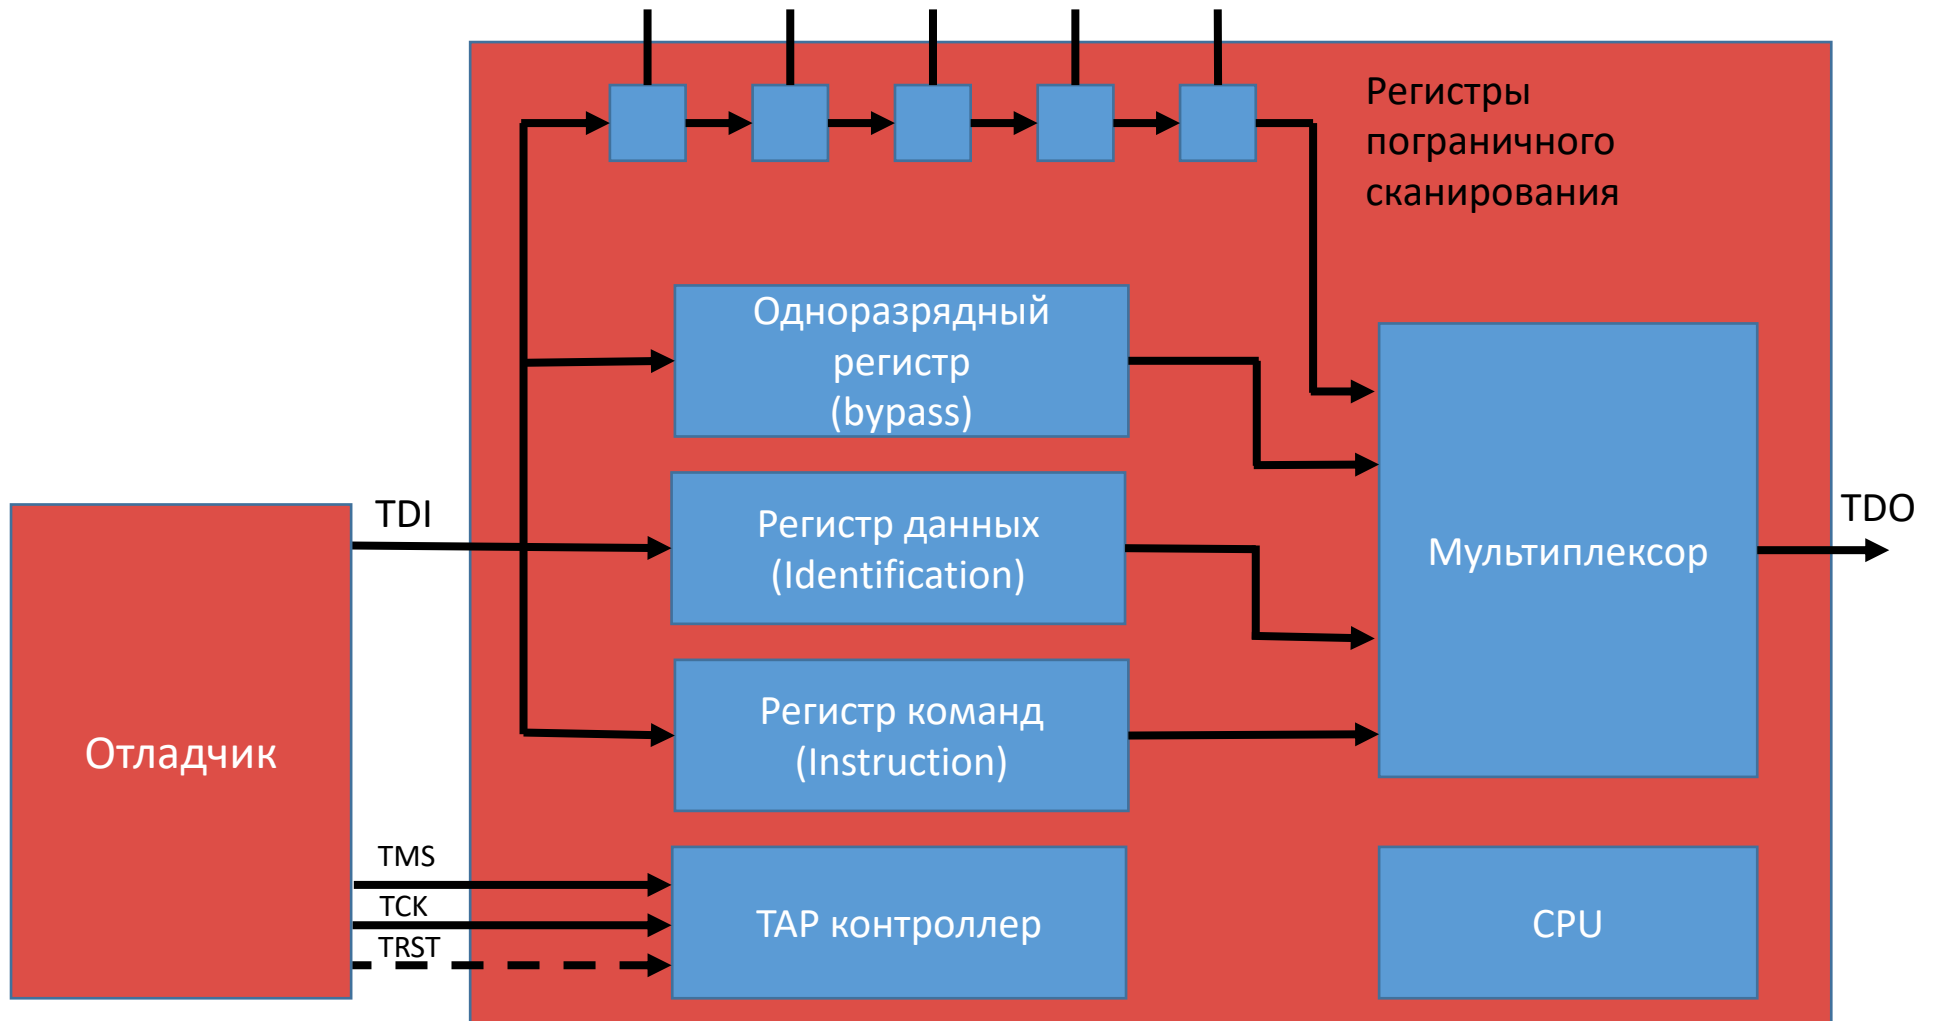 Регистры
пограничного
сканирования
Одноразрядный
регистр
(bypass)
TDI
Регистр данных
(Identification)
Мультиплексор
TDO
Регистр команд
(Instruction)
Отладчик
TMS
TCK
TRST
TAP контроллер
CPU